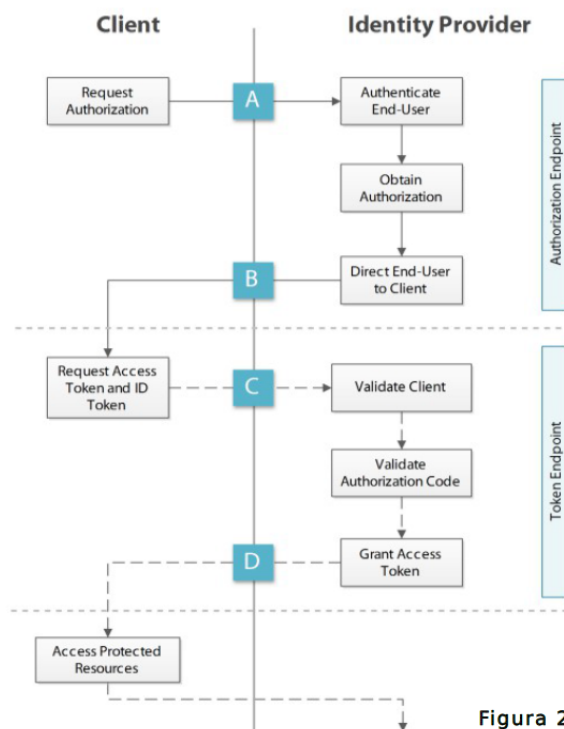 Client
Identity Provider
Request
Authorization
A
Authenticate
End-User
Obtain
Authorization
B
Direct End-User
to Client
Authorization Endpoint
Request Access
Token and ID
Token
C
Validate Client
Validate
Authorization Code
D
Grant Access
Token
Token Endpoint
Access Protected
Resources
Figura 2